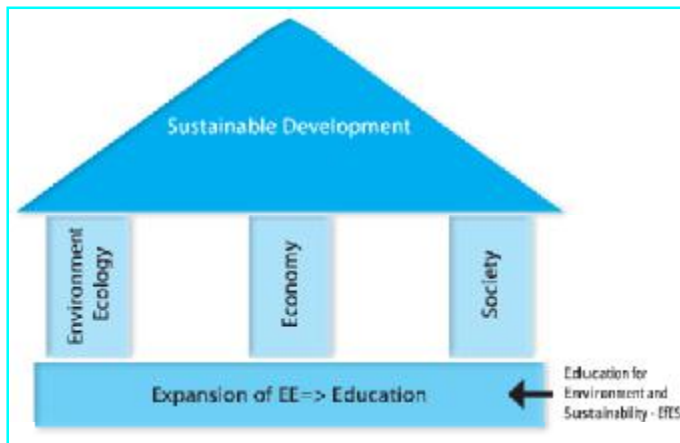 Sustainable Development
Environment
Ecology
Economy
Society
Expansion of EE=> Education
Education for
Environment and
Sustainability - EfES